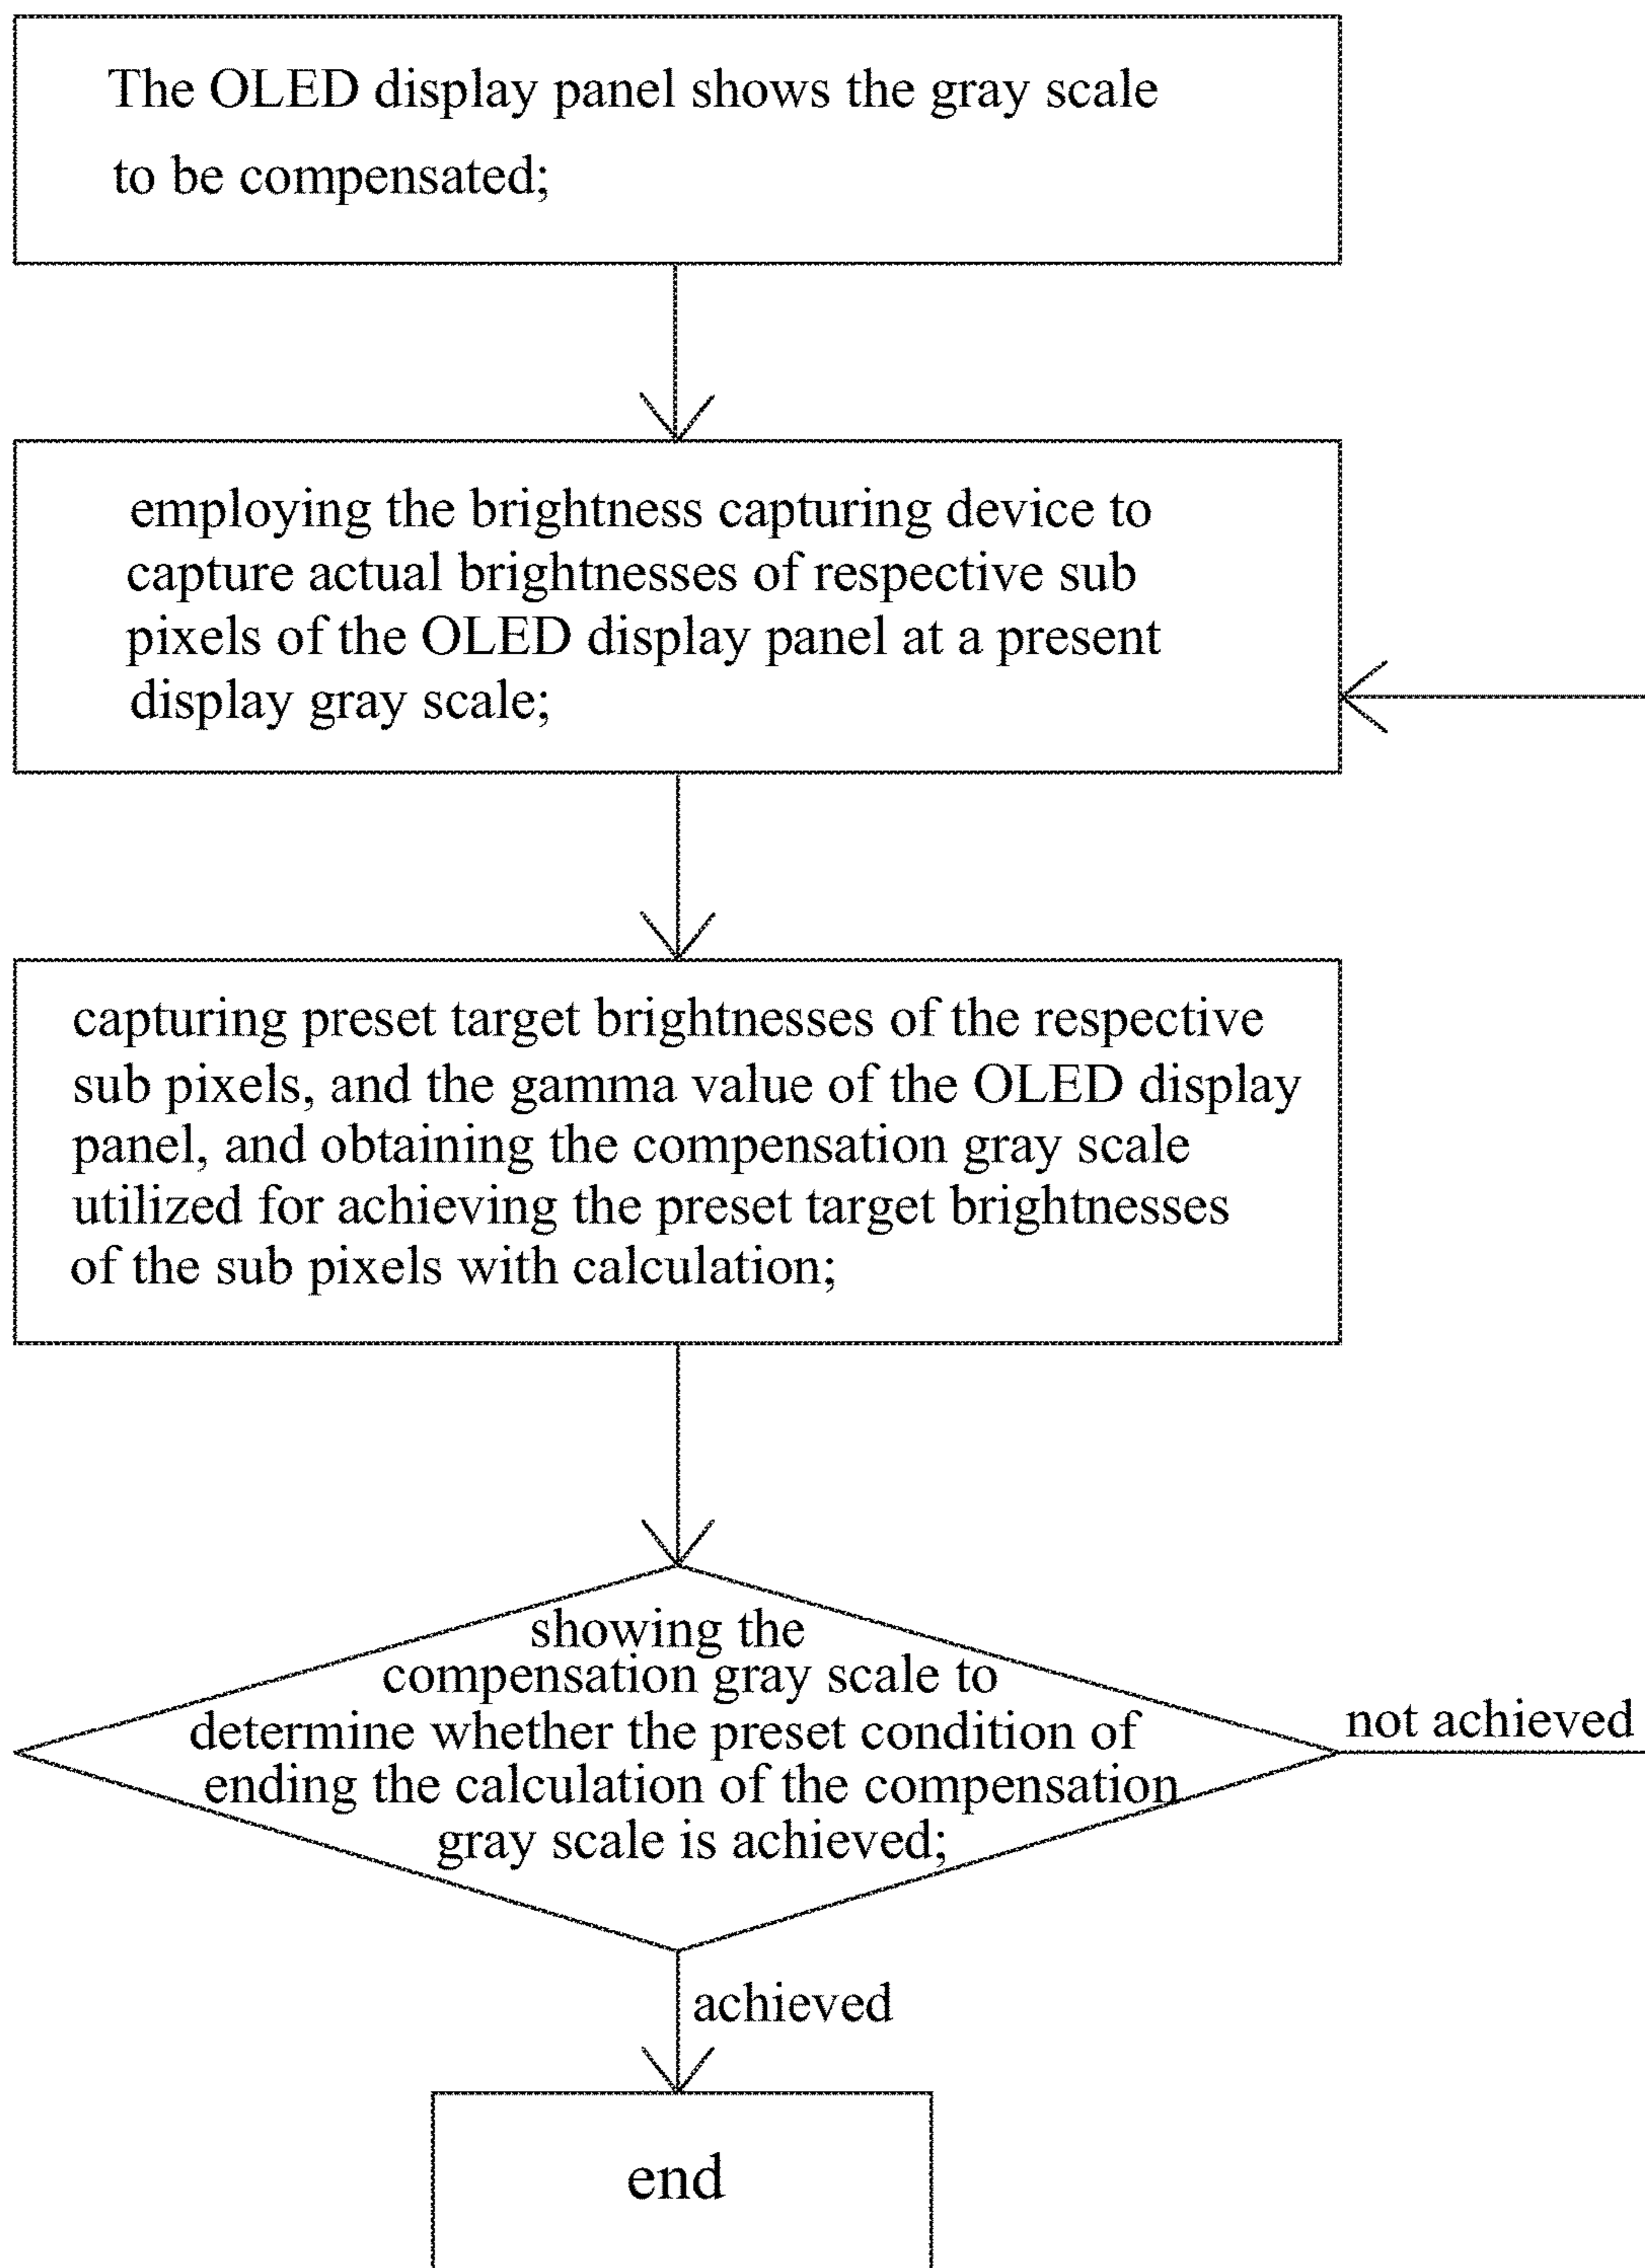 The OLED display panel shows the gray scale
to be compensated;
employing the brightness capturing device to
capture actual brightnesses of respective sub
pixels of the OLED display panel at a present
display gray scale;
capturing preset target brightnesses of the respective
sub pixels, and the gamma value of the OLED display
panel, and obtaining the compensation gray scale
utilized for achieving the preset target brightnesses
of the sub pixels with calculation;
showing the
compensation gray scale to
determine whether the preset condition of
ending the calculation of the compensation
gray scale is achieved;
not achieved
achieved
end